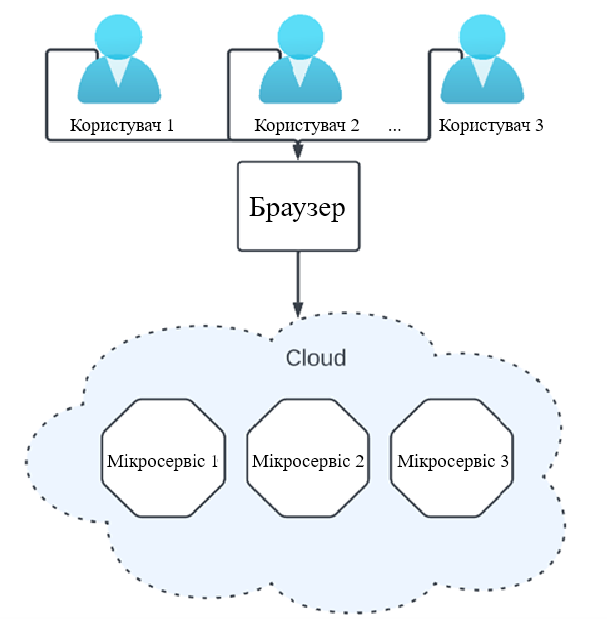 Користувач 1
Користувач 2
...
Користувач 3
Браузер
Cloud
Мікросервіс 1
Мікросервіс 2
Мікросервіс 3